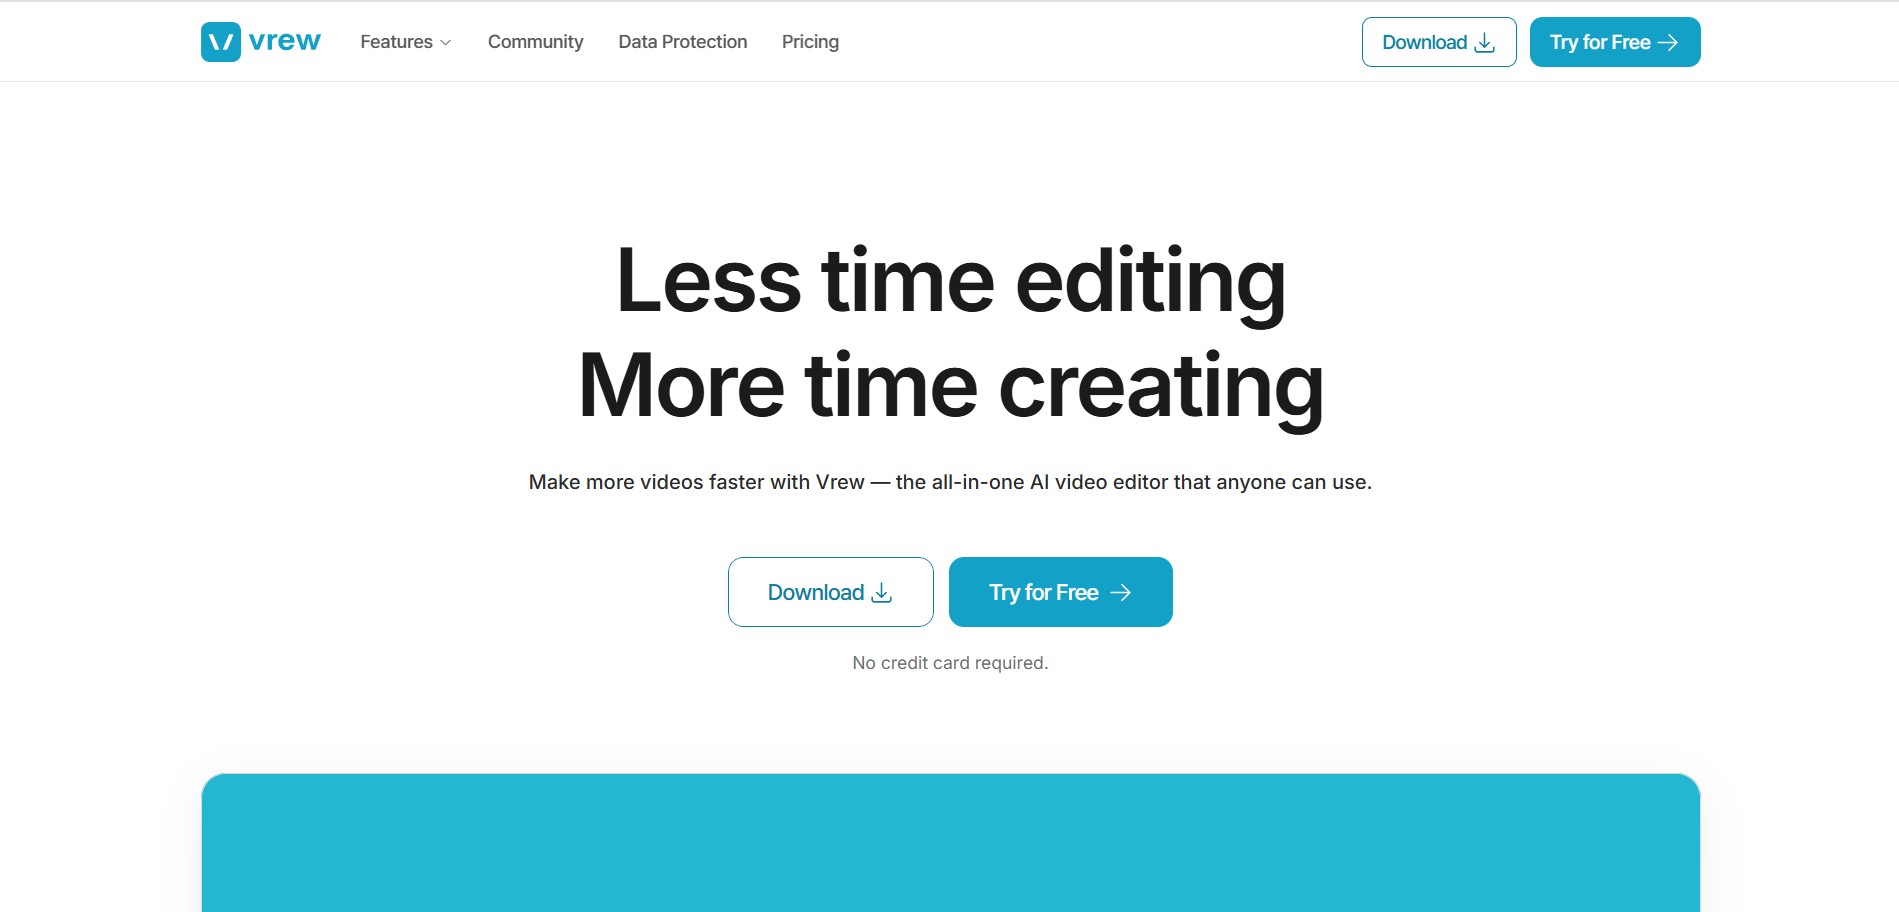 vrew
Features
Community
Data Protection
Pricing
Download
Try for Free
Less time editing
More time creating
Make more videos faster with Vrew — the all-in-one AI video editor that anyone can use.
Download
Try for Free
No credit card required.